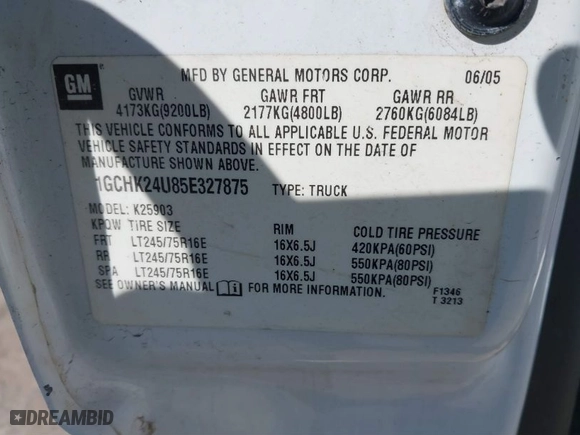 GM
MFD BY GENERAL MOTORS CORP. 06/05
GVWR GAWR FRT GAWR RR
4173KG(9200LB) 2177KG(4800LB) 2760KG(6084LB)
THIS VEHICLE CONFORMS TO ALL APPLICABLE U.S. FEDERAL MOTOR
VEHICLE SAFETY STANDARDS IN EFFECT ON THE DATE OF
MANUFACTURE SHOWN ABOVE.
1GCHK24U85E327875 TYPE: TRUCK
MODEL: K25903
KPQW TIRE SIZE RIM COLD TIRE PRESSURE
FRT LT245/75R16E 16X6.5J 420KPA(60PSI)
RR LT245/75R16E 16X6.5J 550KPA(80PSI)
SPA LT245/75R16E 16X6.5J 550KPA(80PSI)
SEE OWNER'S MANUAL FOR MORE INFORMATION.
F1346
T 3213
DREAMBID